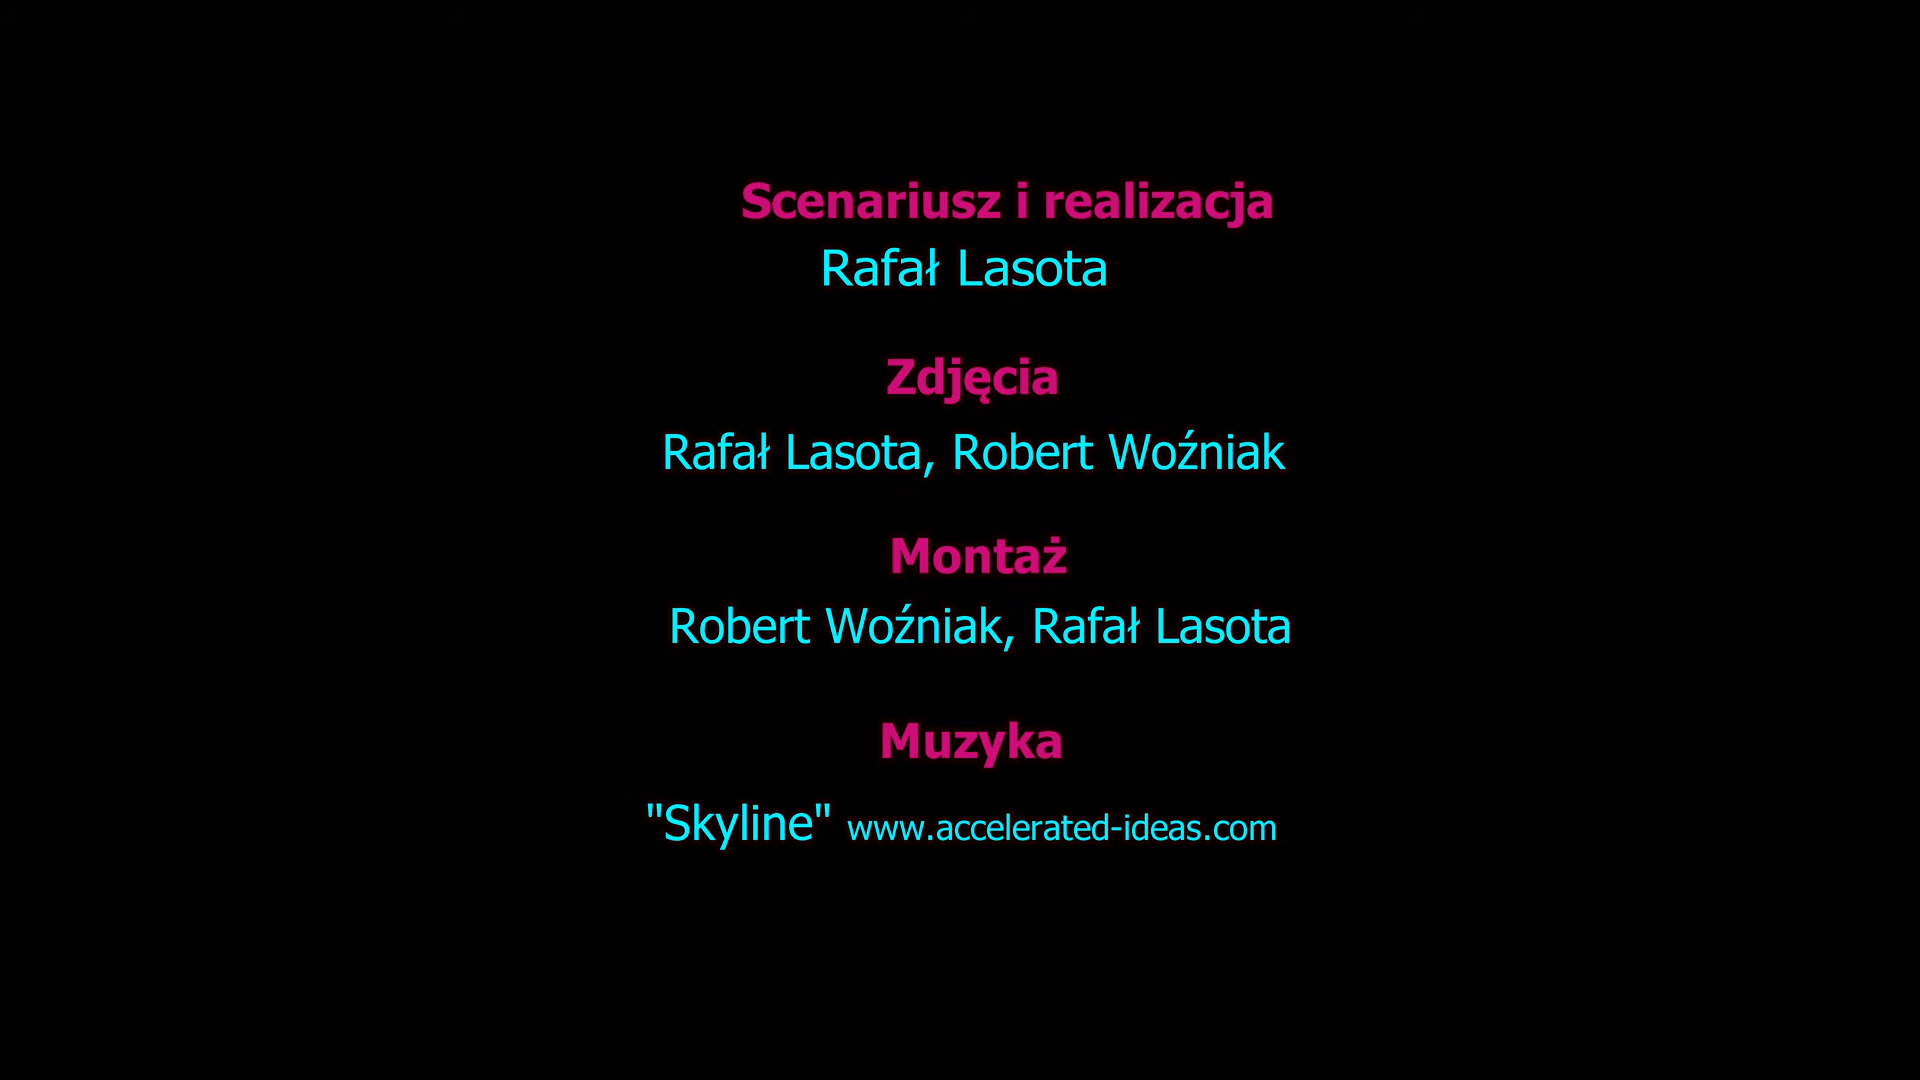 Scenariusz i realizacja
Rafał Lasota
Zdjęcia
Rafał Lasota, Robert Woźniak
Montaż
Robert Woźniak, Rafał Lasota
Muzyka
"Skyline" www.accelerated-ideas.com